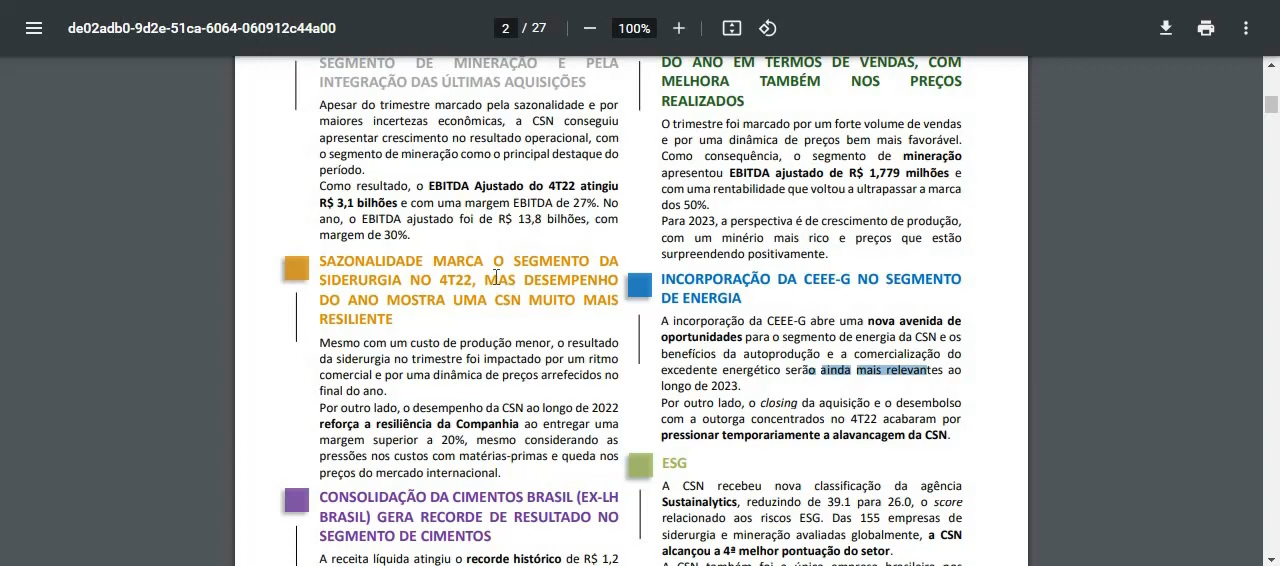 de02adb0-9d2e-51ca-6064-060912c44a00
2 / 27
100%
SEGMENTO DE MINERAÇÃO E PELA
INTEGRAÇÃO DAS ÚLTIMAS AQUISIÇÕES
Apesar do trimestre marcado pela sazonalidade e por
maiores incertezas econômicas, a CSN conseguiu
apresentar crescimento no resultado operacional, com
o segmento de mineração como o principal destaque do
período.
Como resultado, o EBITDA Ajustado do 4T22 atingiu
R$ 3,1 bilhões e com uma margem EBITDA de 27%. No
ano, o EBITDA ajustado foi de R$ 13,8 bilhões, com
margem de 30%.
SAZONALIDADE MARCA O SEGMENTO DA
SIDERURGIA NO 4T22, MAS DESEMPENHO
DO ANO MOSTRA UMA CSN MUITO MAIS
RESILIENTE
Mesmo com um custo de produção menor, o resultado
da siderurgia no trimestre foi impactado por um ritmo
comercial e por uma dinâmica de preços arrefecidos no
final do ano.
Por outro lado, o desempenho da CSN ao longo de 2022
reforça a resiliência da Companhia ao entregar uma
margem superior a 20%, mesmo considerando as
pressões nos custos com matérias-primas e queda nos
preços do mercado internacional.
CONSOLIDAÇÃO DA CIMENTOS BRASIL (EX-LH
BRASIL) GERA RECORDE DE RESULTADO NO
SEGMENTO DE CIMENTOS
A receita líquida atingiu o recorde histórico de R$ 1,2
DO ANO EM TERMOS DE VENDAS, COM
MELHORA TAMBÉM NOS PREÇOS
REALIZADOS
O trimestre foi marcado por um forte volume de vendas
e por uma dinâmica de preços bem mais favorável.
Como consequência, o segmento de mineração
apresentou EBITDA ajustado de R$ 1,779 milhões e
com uma rentabilidade que voltou a ultrapassar a marca
dos 50%.
Para 2023, a perspectiva é de crescimento de produção,
com um minério mais rico e preços que estão
surpreendendo positivamente.
INCORPORAÇÃO DA CEEE-G NO SEGMENTO
DE ENERGIA
A incorporação da CEEE-G abre uma nova avenida de
oportunidades para o segmento de energia da CSN e os
benefícios da autoprodução e a comercialização do
excedente energético serão ainda mais relevantes ao
longo de 2023.
Por outro lado, o closing da aquisição e o desembolso
com a outorga concentrados no 4T22 acabaram por
pressionar temporariamente a alavancagem da CSN.
ESG
A CSN recebeu nova classificação da agência
Sustainalytics, reduzindo de 39.1 para 26.0, o score
relacionado aos riscos ESG. Das 155 empresas de
siderurgia e mineração avaliadas globalmente, a CSN
alcançou a 4ª melhor pontuação do setor.
A CSN também foi a única empresa brasileira nos